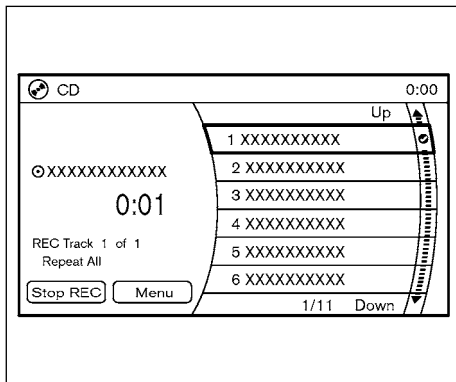 CD 0:00
Up
1 XXXXXXXXXX
2 XXXXXXXXXX
3 XXXXXXXXXX
4 XXXXXXXXXX
5 XXXXXXXXXX
6 XXXXXXXXXX
1/11 Down
XXXXXXXXXXXX
0:01
REC Track 1 of 1
Repeat All
Stop REC Menu